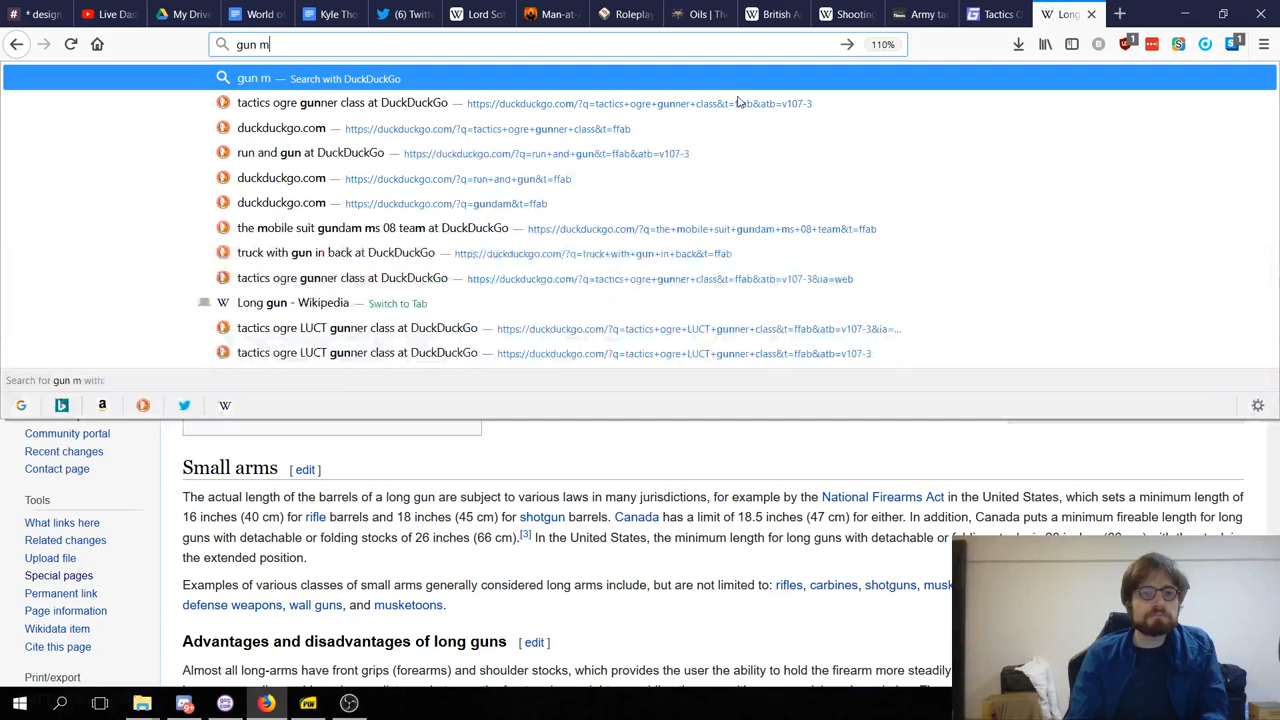 * design,
Live Dash
My Drive
World of
Kyle Tho
(6) Twitt
Lord Sot
Man-at-A
Roleplay
Oils | The
British A
Shooting
Army tac
Tactics O
Long
gun m
110%
gun m — Search with DuckDuckGo
tactics ogre gunner class at DuckDuckGo — https://duckduckgo.com/?q=tactics+ogre+gunner+class&t=ffab&atb=v107-3
duckduckgo.com — https://duckduckgo.com/?q=tactics+ogre+gunner+class&t=ffab
run and gun at DuckDuckGo — https://duckduckgo.com/?q=run+and+gun&t=ffab&atb=v107-3
duckduckgo.com — https://duckduckgo.com/?q=run+and+gun&t=ffab
duckduckgo.com — https://duckduckgo.com/?q=gundam&t=ffab
the mobile suit gundam ms 08 team at DuckDuckGo — https://duckduckgo.com/?q=the+mobile+suit+gundam+ms+08+team&t=ffab
truck with gun in back at DuckDuckGo — https://duckduckgo.com/?q=truck+with+gun+in+back&t=ffab
tactics ogre gunner class at DuckDuckGo — https://duckduckgo.com/?q=tactics+ogre+gunner+class&t=ffab&atb=v107-3&ia=web
Long gun - Wikipedia — Switch to Tab
tactics ogre LUCT gunner class at DuckDuckGo — https://duckduckgo.com/?q=tactics+ogre+LUCT+gunner+class&t=ffab&atb=v107-3&ia=...
tactics ogre LUCT gunner class at DuckDuckGo — https://duckduckgo.com/?q=tactics+ogre+LUCT+gunner+class&t=ffab&atb=v107-3
Search for gun m with:
Community portal
Recent changes
Contact page
Tools
What links here
Related changes
Upload file
Special pages
Permanent link
Page information
Wikidata item
Cite this page
Print/export
Small arms [ edit ]
The actual length of the barrels of a long gun are subject to various laws in many jurisdictions, for example by the National Firearms Act in the United States, which sets a minimum length of
16 inches (40 cm) for rifle barrels and 18 inches (45 cm) for shotgun barrels. Canada has a limit of 18.5 inches (47 cm) for either. In addition, Canada puts a minimum fireable length for long
guns with detachable or folding stocks of 26 inches (66 cm).[3] In the United States, the minimum length for long guns with detachable or
the extended position.
Examples of various classes of small arms generally considered long arms include, but are not limited to: rifles, carbines, shotguns, musk
defense weapons, wall guns, and musketoons.
Advantages and disadvantages of long guns [ edit ]
Almost all long-arms have front grips (forearms) and shoulder stocks, which provides the user the ability to hold the firearm more steadily